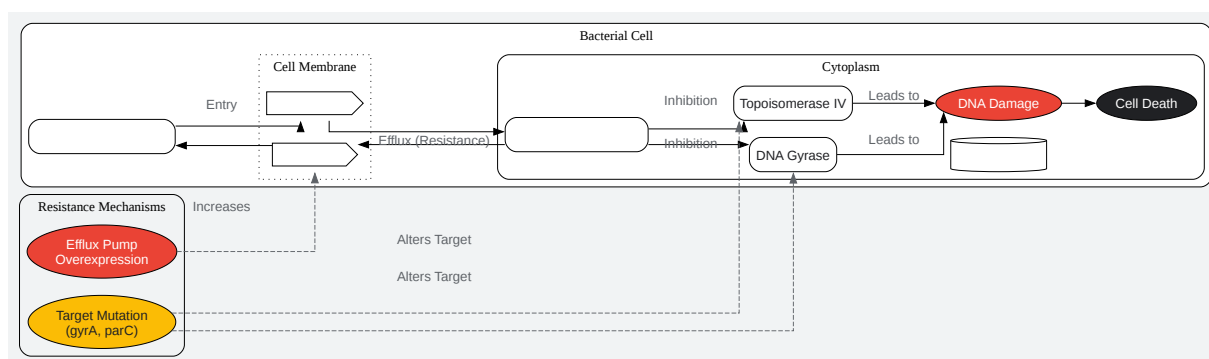 Bacterial Cell
Cell Membrane
Cytoplasm
Entry
Inhibition
Topoisomerase IV
Leads to
DNA Damage
Cell Death
Efflux (Resistance)
Inhibition
DNA Gyrase
Leads to
Resistance Mechanisms
Increases
Efflux Pump
Overexpression
Alters Target
Alters Target
Target Mutation
(gyrA, parC)